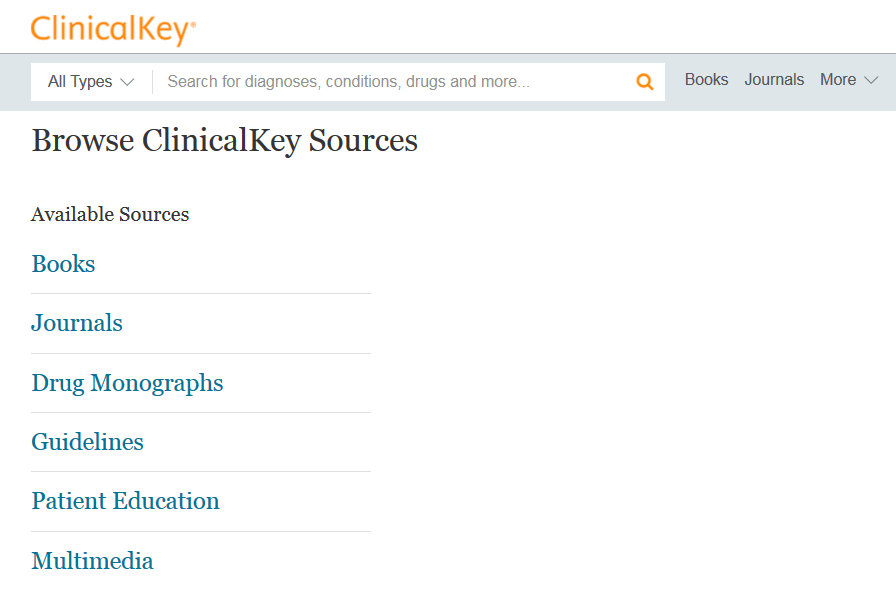 ClinicalKey®
All Types Search for diagnoses, conditions, drugs and more... Books Journals More
Browse ClinicalKey Sources
Available Sources
Books
Journals
Drug Monographs
Guidelines
Patient Education
Multimedia